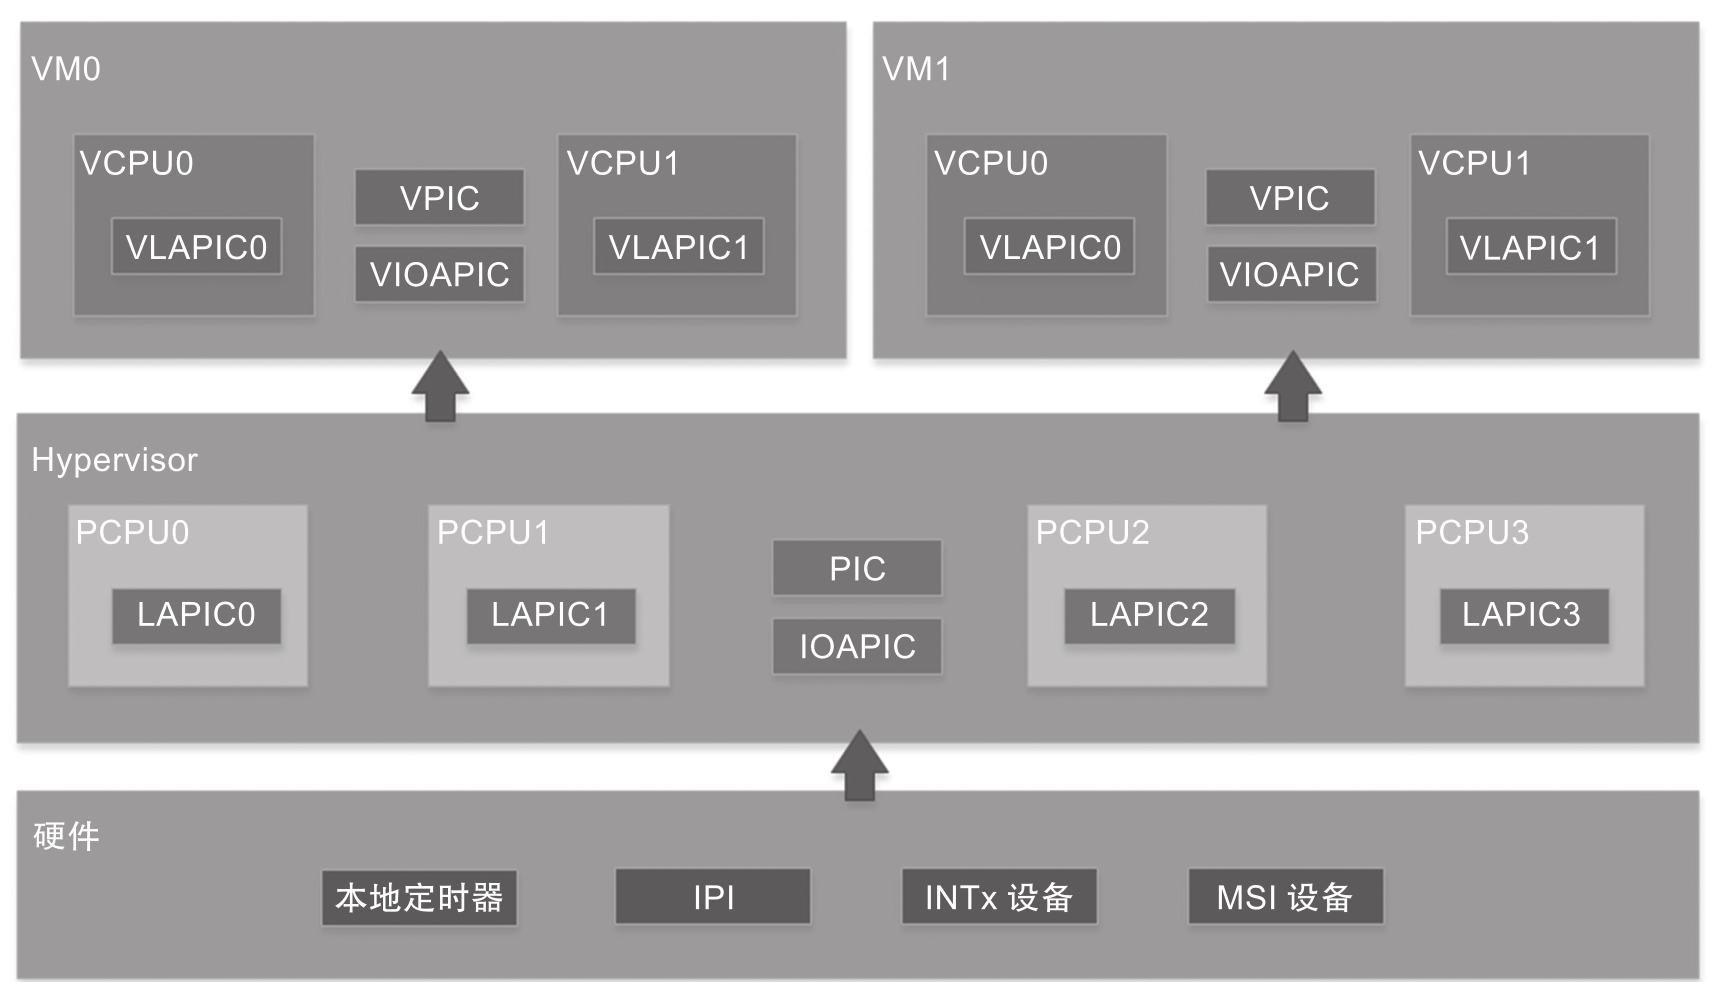 VM0
VCPU0
VLAPIC0
VPIC
VIOAPIC
VCPU1
VLAPIC1
VM1
VCPU0
VLAPIC0
VPIC
VIOAPIC
VCPU1
VLAPIC1
Hypervisor
PCPU0
LAPIC0
PCPU1
LAPIC1
PIC
IOAPIC
PCPU2
LAPIC2
PCPU3
LAPIC3
硬件
本地定时器
IPI
INTx 设备
MSI 设备